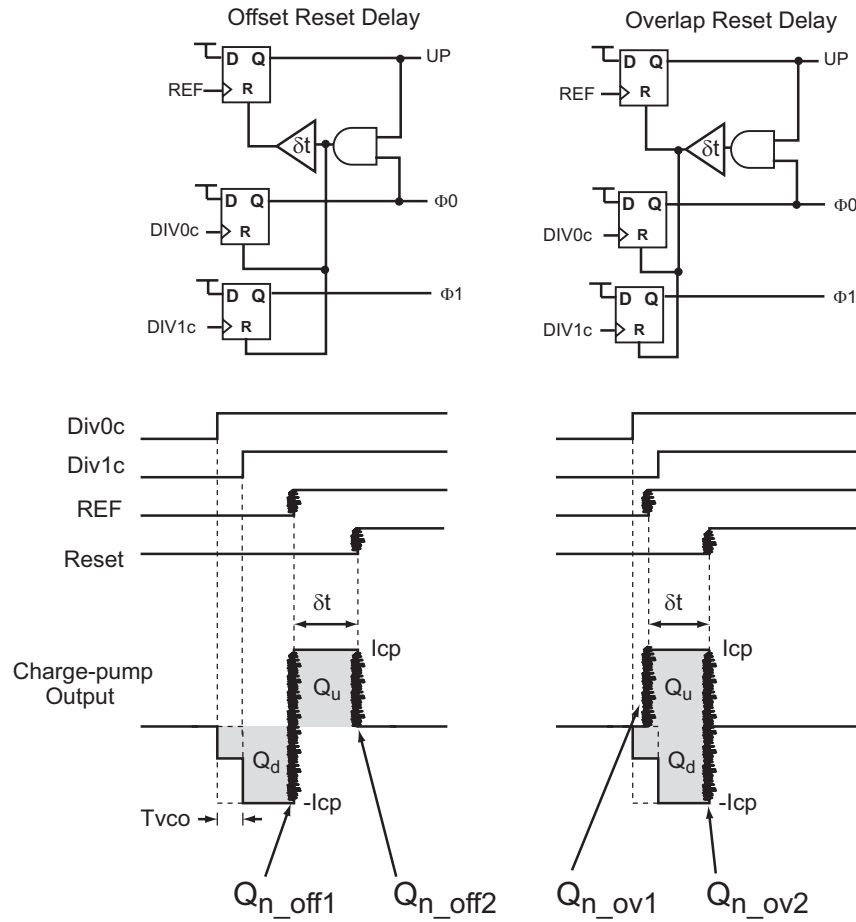 Offset Reset Delay
D Q
REF
R
UP
δt
D Q
Φ0
DIV0c
R
D Q
Φ1
DIV1c
R
Overlap Reset Delay
D Q
REF
R
UP
δt
D Q
Φ0
DIV0c
R
D Q
Φ1
DIV1c
R
Div0c
Div1c
REF
Reset
δt
δt
Icp
Icp
Charge-pump
Output
Qu
Qu
Qd
Qd
-Icp
-Icp
Tvco
Qn_off1
Qn_off2
Qn_ov1
Qn_ov2